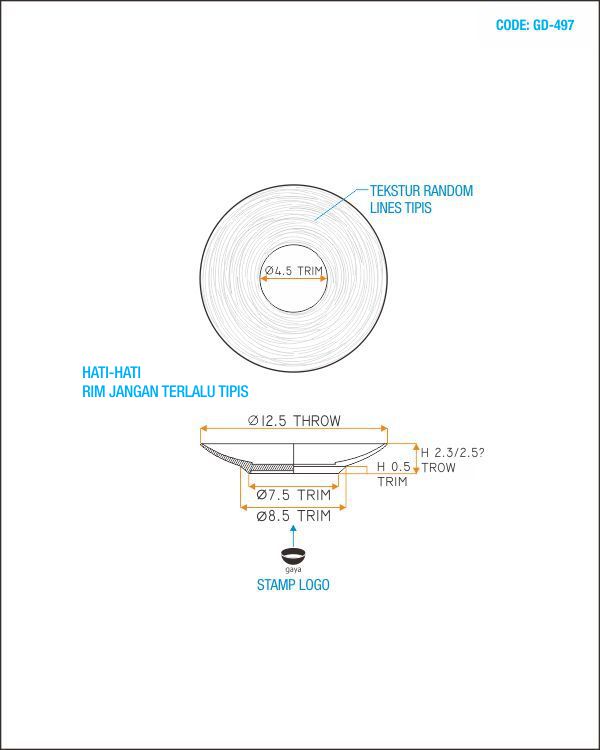 CODE: GD-497
TEKSTUR RANDOM
LINES TIPIS
Ø4.5 TRIM
HATI-HATI
RIM JANGAN TERLALU TIPIS
Ø12.5 THROW
H 2.3/2.5?
TROW
H 0.5
TRIM
Ø7.5 TRIM
Ø8.5 TRIM
gaya
STAMP LOGO